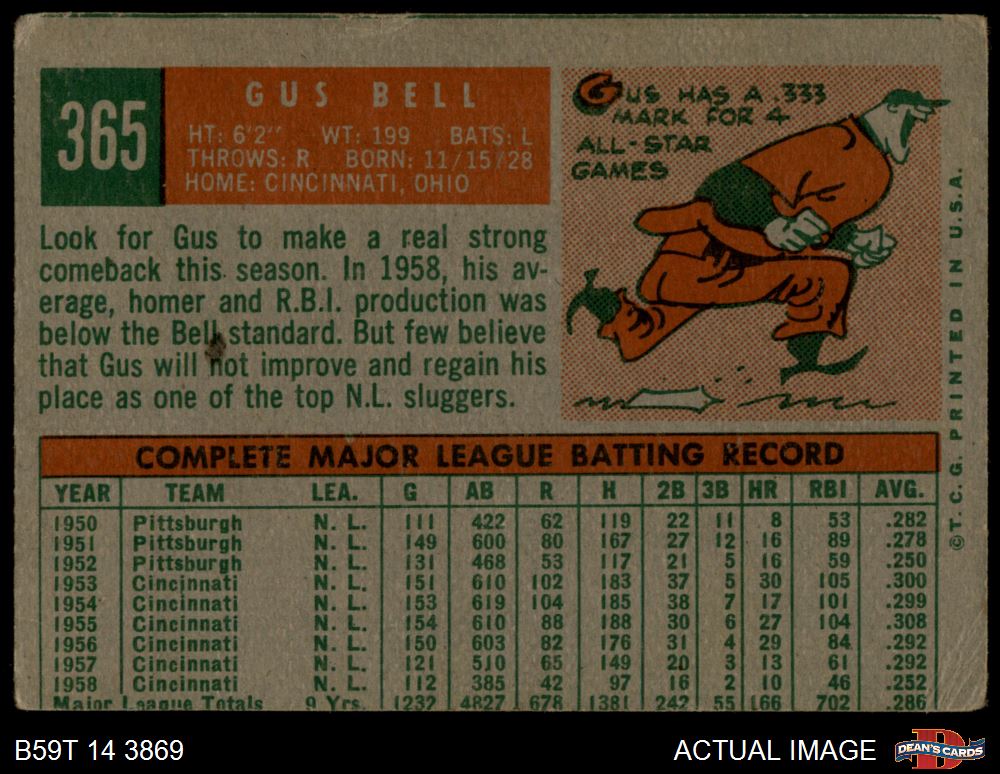 365
GUS BELL
HT: 6'2" WT: 199 BATS: L
THROWS: R BORN: 11/15/28
HOME: CINCINNATI, OHIO
GUS HAS A .333
MARK FOR 4
ALL-STAR
GAMES
Look for Gus to make a real strong
comeback this season. In 1958, his av-
erage, homer and R.B.I. production was
below the Bell standard. But few believe
that Gus will not improve and regain his
place as one of the top N.L. sluggers.
COMPLETE MAJOR LEAGUE BATTING RECORD
YEAR TEAM LEA. G AB R H 2B 3B HR RBI AVG.
1950 Pittsburgh N. L. 111 422 62 119 22 11 8 53 .282
1951 Pittsburgh N. L. 149 600 80 167 27 12 16 89 .278
1952 Pittsburgh N. L. 131 468 53 117 21 5 16 59 .250
1953 Cincinnati N. L. 151 610 102 183 37 5 30 105 .300
1954 Cincinnati N. L. 153 619 104 185 38 7 17 101 .299
1955 Cincinnati N. L. 154 610 88 188 30 6 27 104 .308
1956 Cincinnati N. L. 150 603 82 176 31 4 29 84 .292
1957 Cincinnati N. L. 121 510 65 149 20 3 13 61 .292
1958 Cincinnati N. L. 112 385 42 97 16 2 10 46 .252
Major League Totals 9 Yrs. 1232 4827 678 1381 242 55 166 702 .286
©T. C. G. PRINTED IN U.S.A.
B59T 14 3869
ACTUAL IMAGE
DEAN'S CARDS